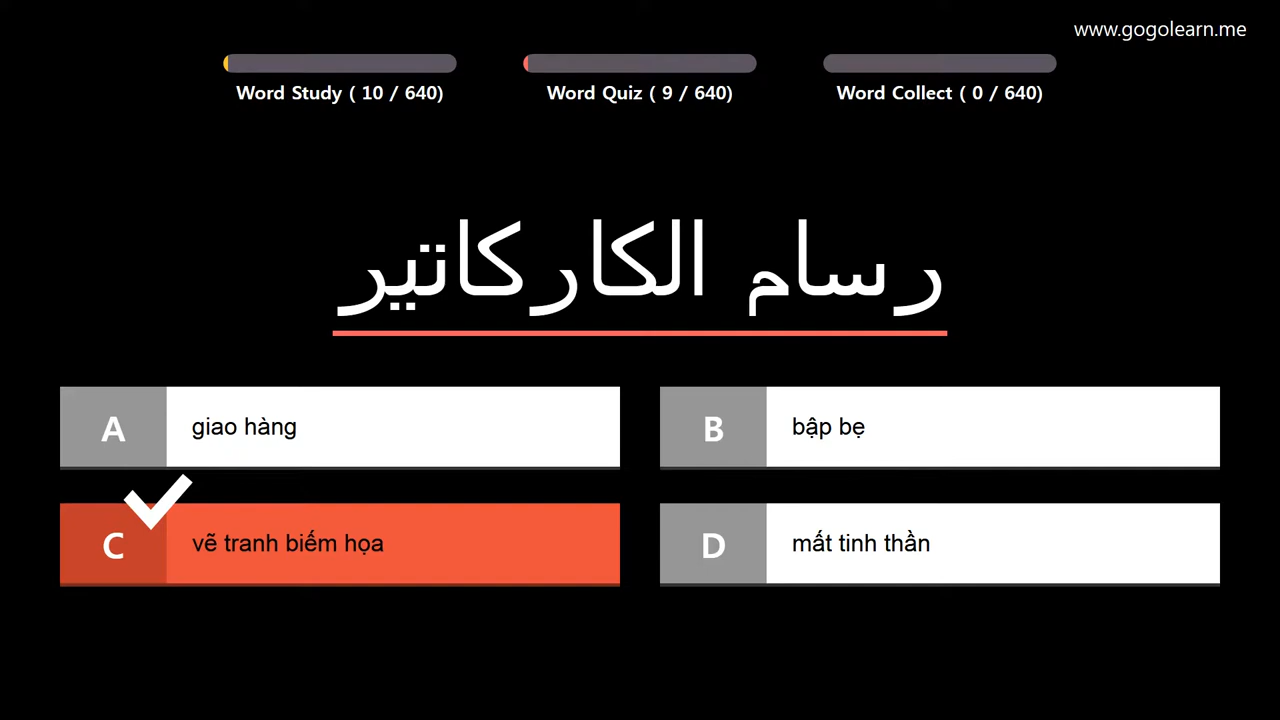 www.gogolearn.me
Word Study ( 10 / 640)
Word Quiz ( 9 / 640)
Word Collect ( 0 / 640)
رسام الكاركاتير
A
giao hàng
B
bập bẹ
C
vẽ tranh biếm họa
D
mất tinh thần